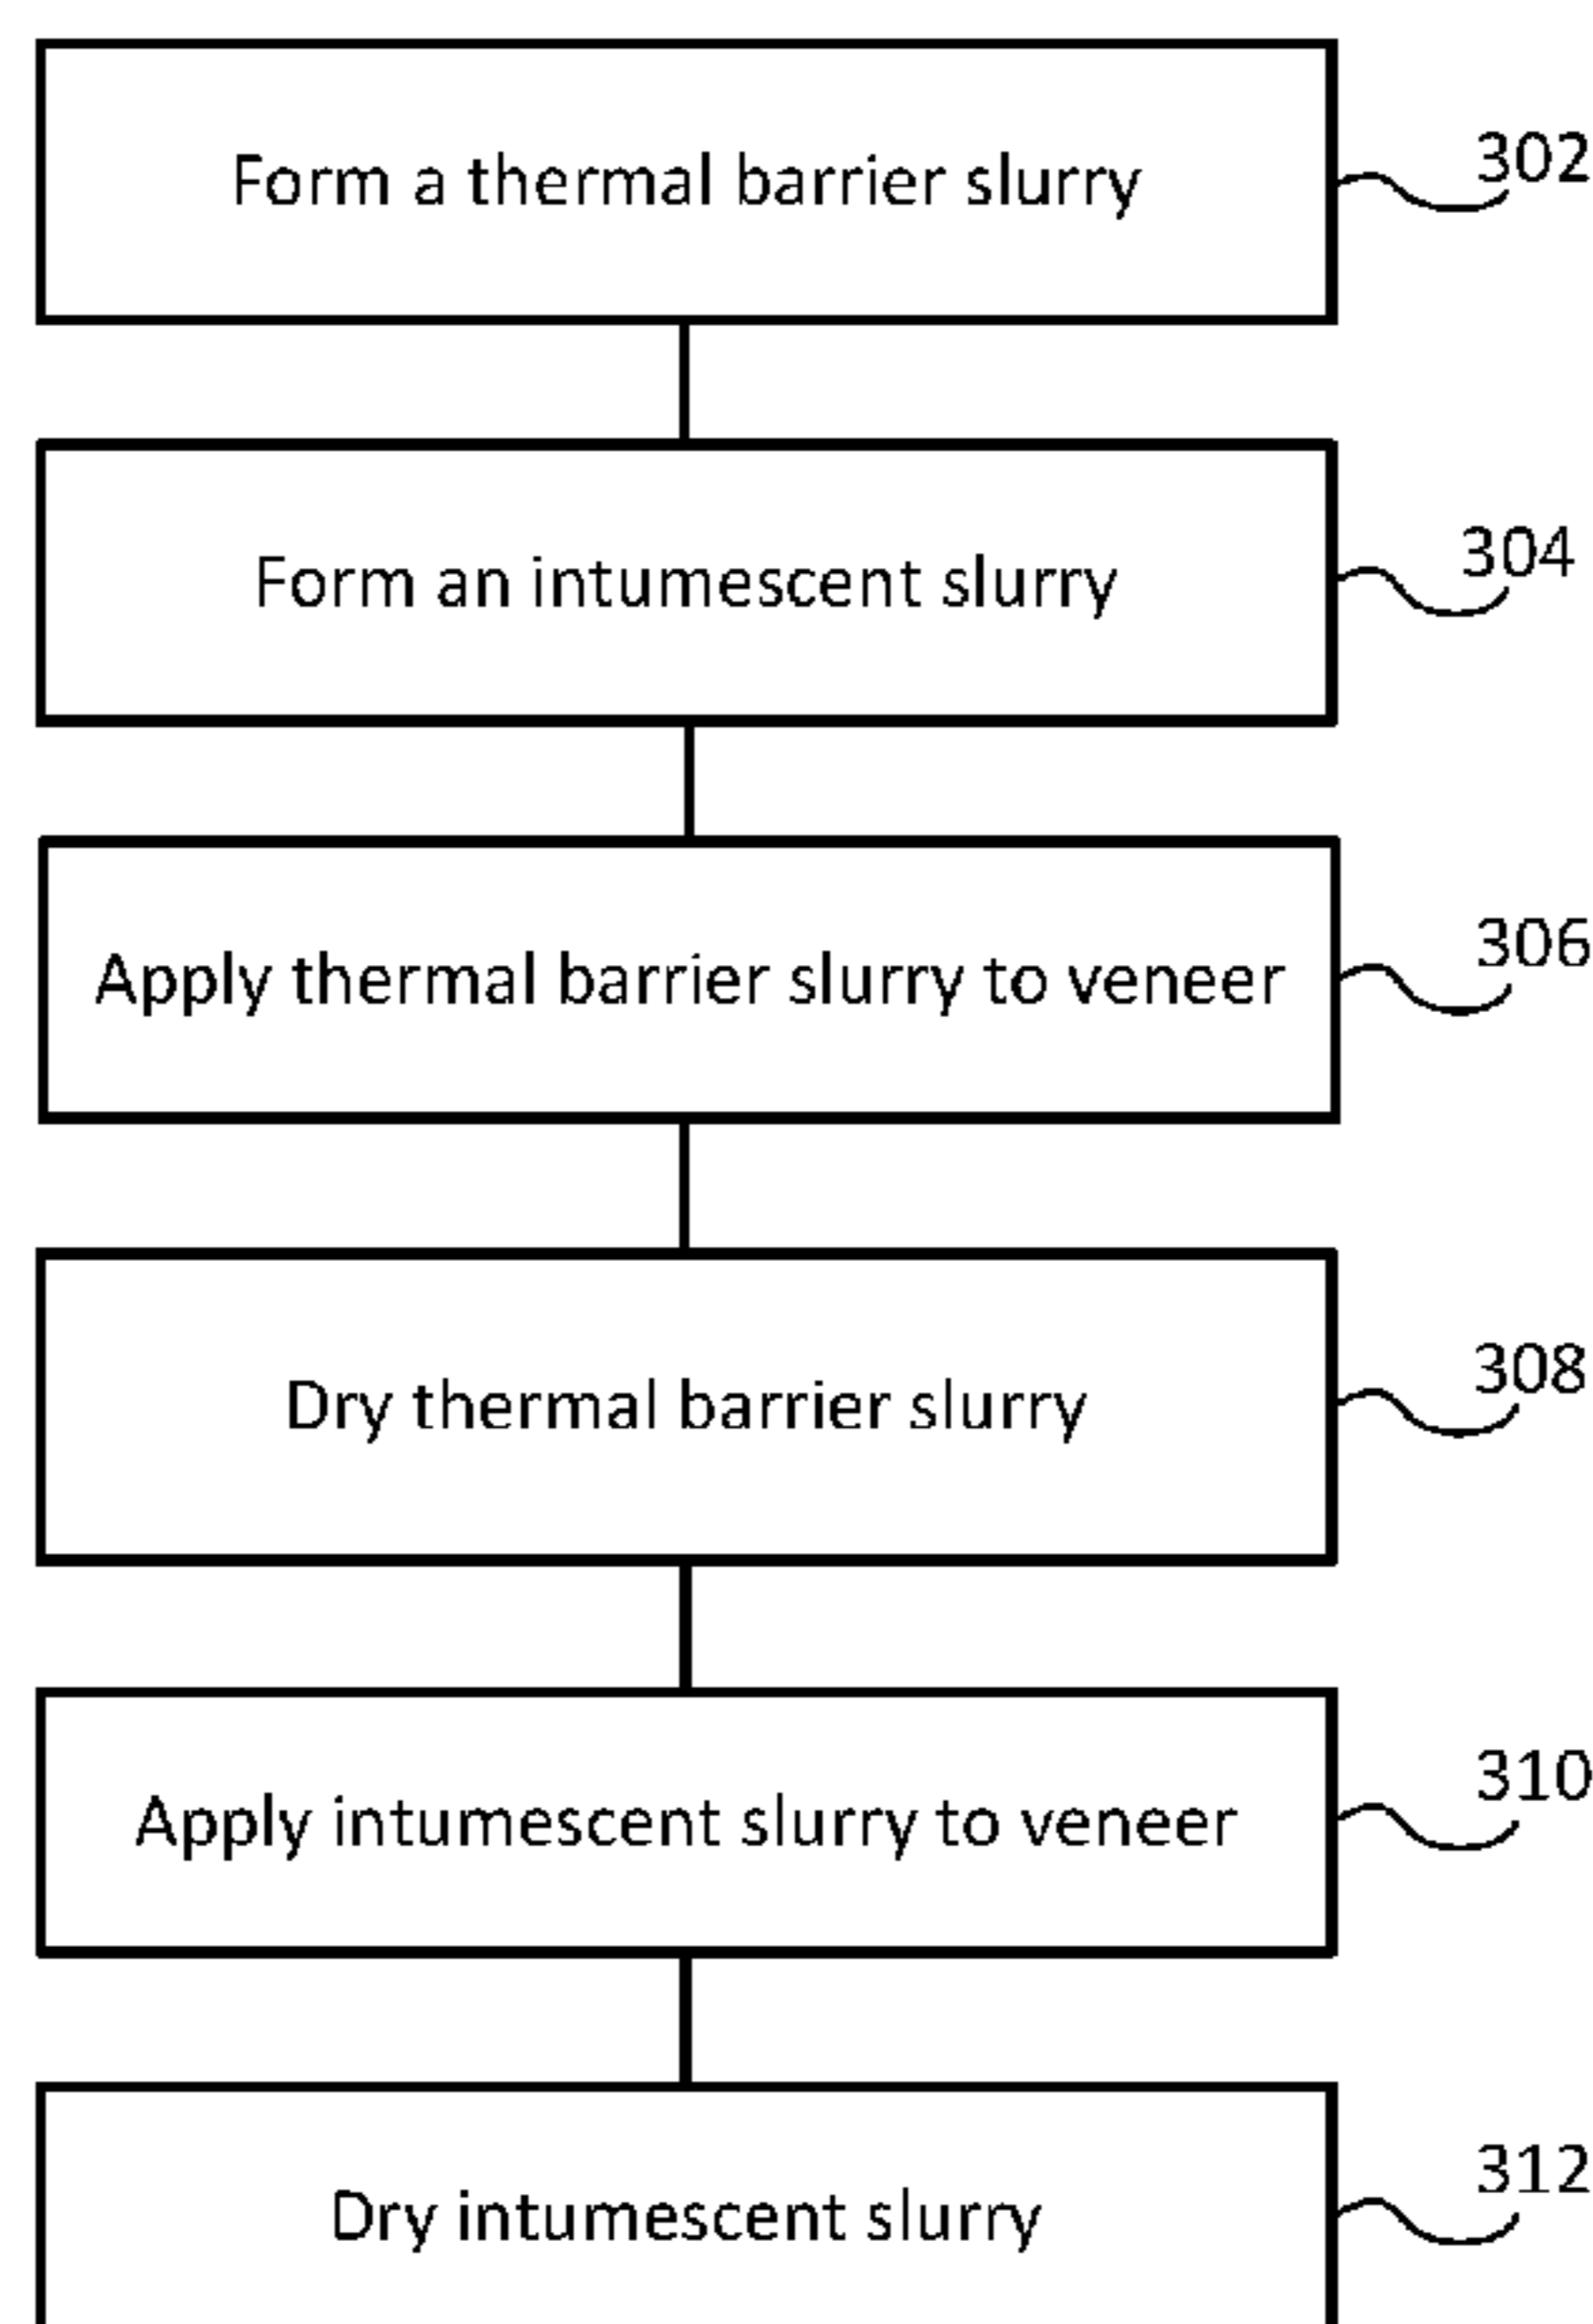 Form a thermal barrier slurry
302
Form an intumescent slurry
304
Apply thermal barrier slurry to veneer
306
Dry thermal barrier slurry
308
Apply intumescent slurry to veneer
310
Dry intumescent slurry
312